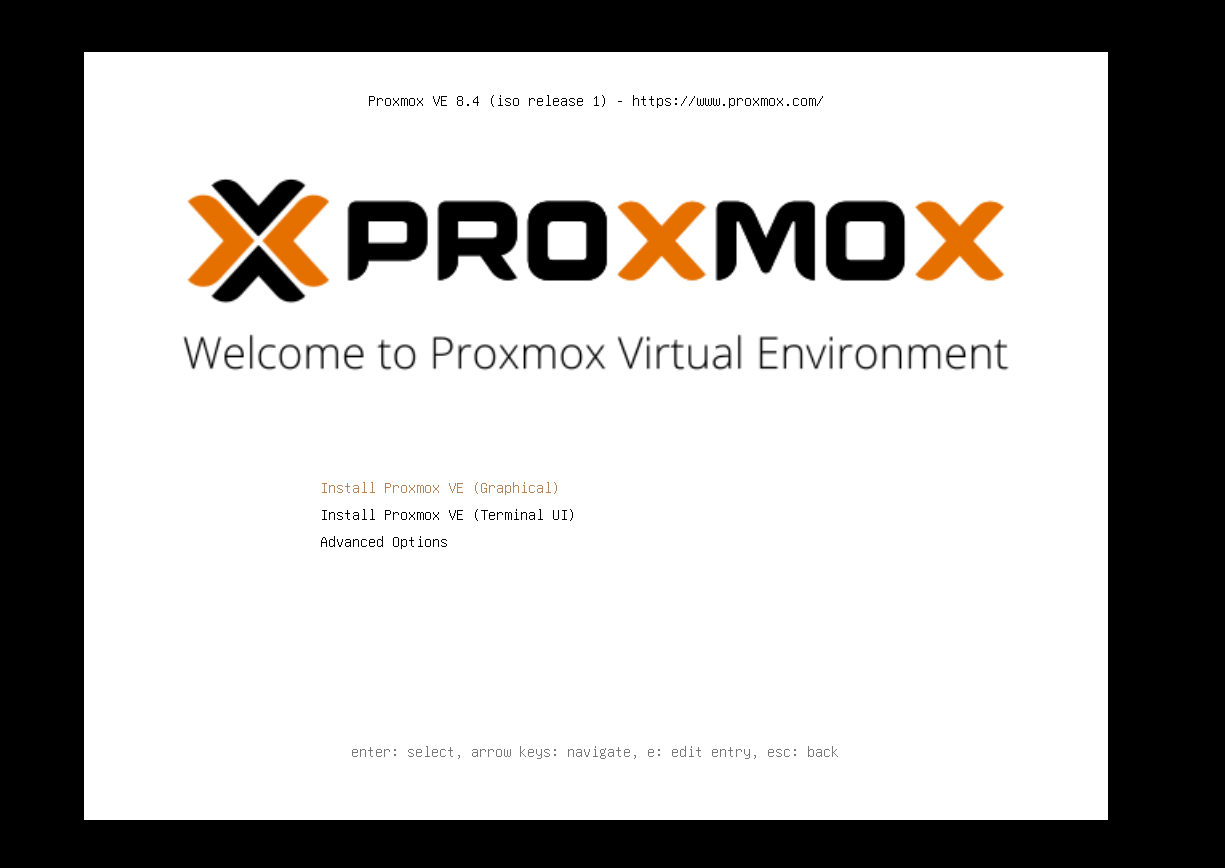 Proxmox VE 8.4 (iso release 1) - https://www.proxmox.com/
PROXMOX
Welcome to Proxmox Virtual Environment
Install Proxmox VE (Graphical)
Install Proxmox VE (Terminal UI)
Advanced Options
enter: select, arrow keys: navigate, e: edit entry, esc: back